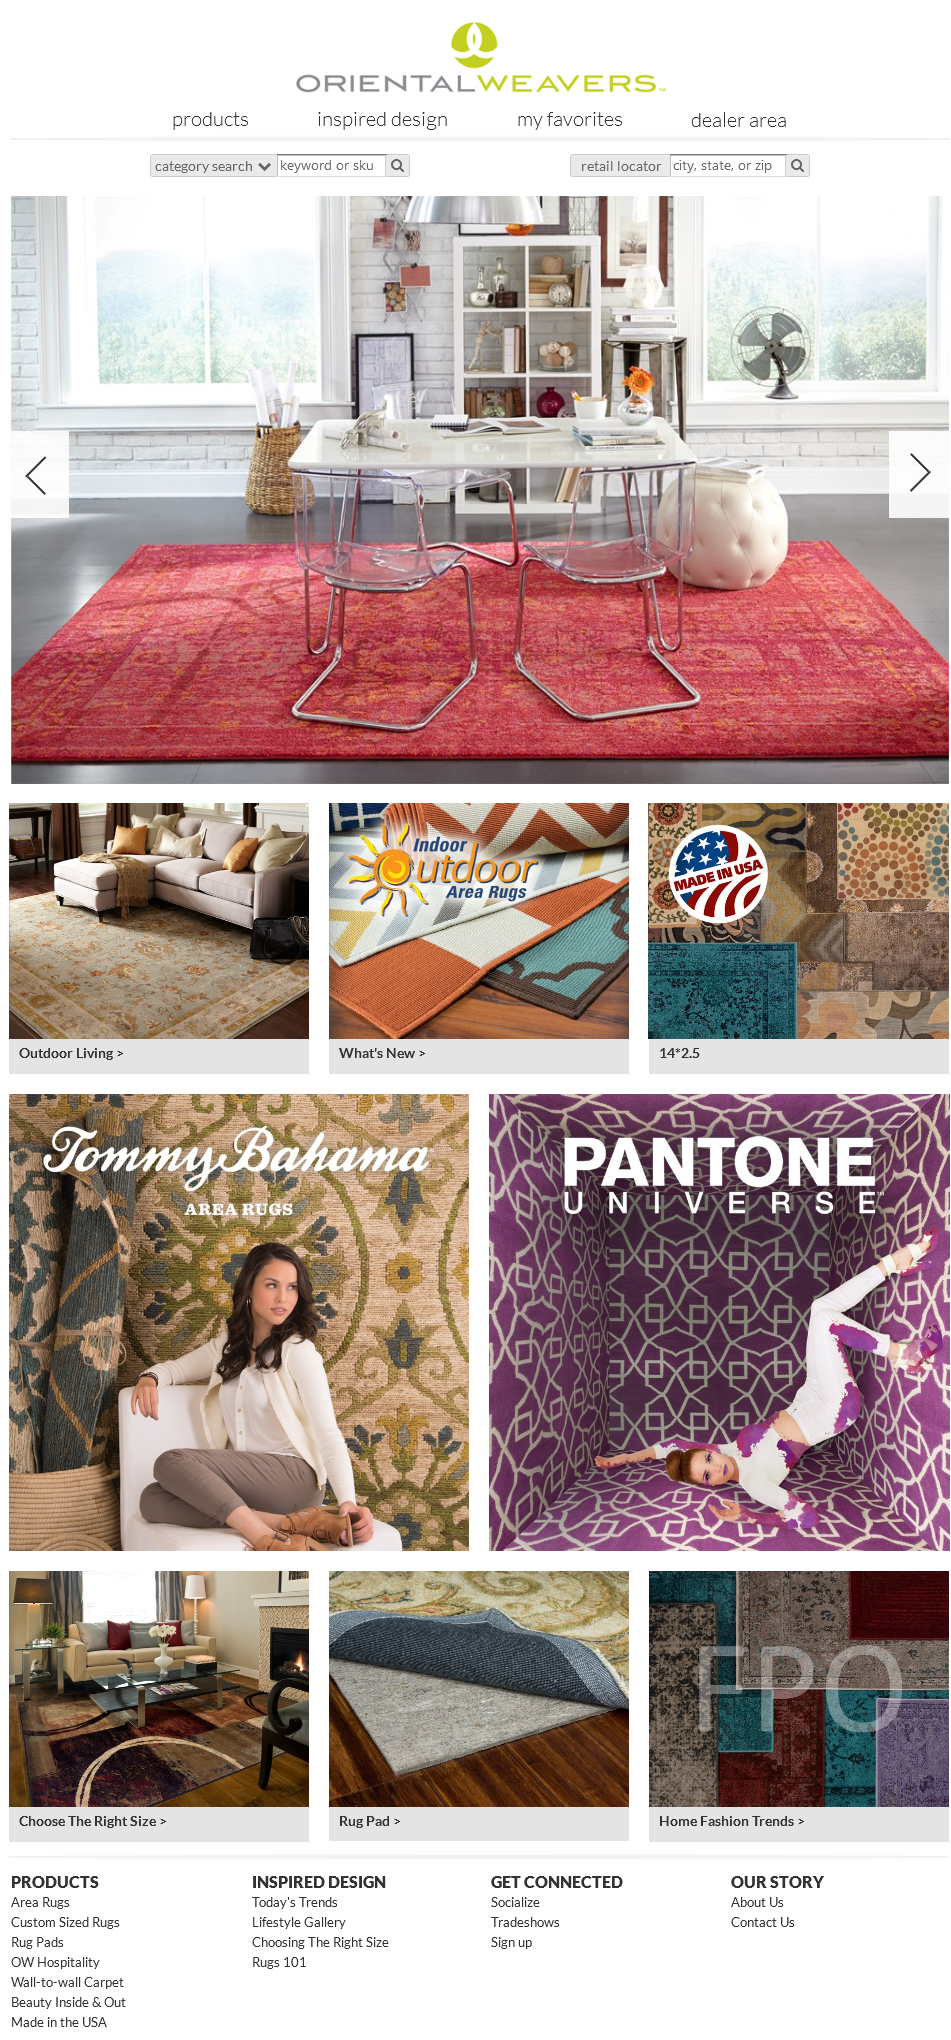 ORIENTALWEAVERS™
products inspired design my favorites dealer area
category search keyword or sku retail locator city, state, or zip
Indoor
Outdoor
Area Rugs
MADE IN USA
Outdoor Living > What's New > 14*2.5
Tommy Bahama
AREA RUGS
PANTONE
UNIVERSE™
FPO
Choose The Right Size > Rug Pad > Home Fashion Trends >
PRODUCTS
Area Rugs
Custom Sized Rugs
Rug Pads
OW Hospitality
Wall-to-wall Carpet
Beauty Inside & Out
Made in the USA
INSPIRED DESIGN
Today's Trends
Lifestyle Gallery
Choosing The Right Size
Rugs 101
GET CONNECTED
Socialize
Tradeshows
Sign up
OUR STORY
About Us
Contact Us